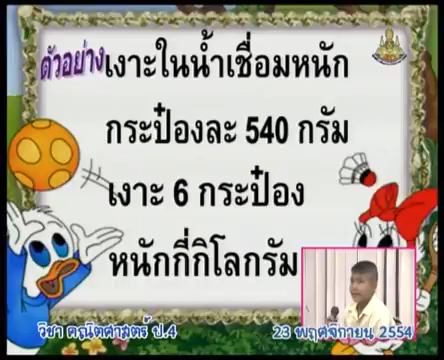 ตัวอย่าง เงาะในน้ำเชื่อมหนัก
กระป๋องละ 540 กรัม
เงาะ 6 กระป๋อง
หนักกี่กิโลกรัม
วิชา คณิตศาสตร์ ป.4
23 พฤศจิกายน 2554